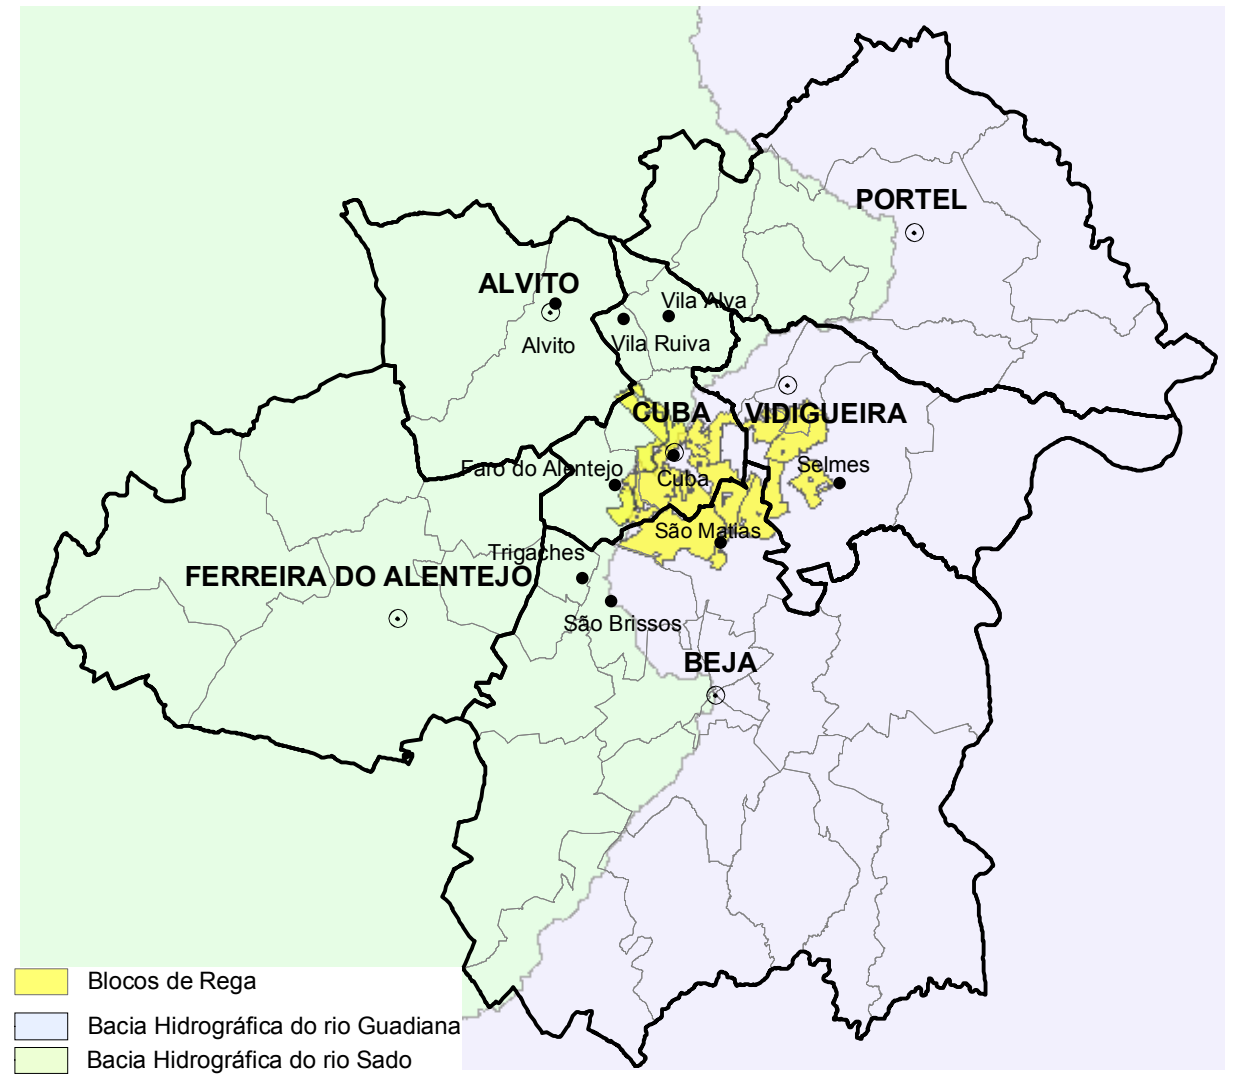 PORTEL
ALVITO
Vila Alva
Alvito
Vila Ruiva
CUBA
VIDIGUEIRA
Faro do Alentejo
Cuba
Selmes
São Matias
Trigaches
FERREIRA DO ALENTEJO
São Brissos
BEJA
Blocos de Rega
Bacia Hidrográfica do rio Guadiana
Bacia Hidrográfica do rio Sado